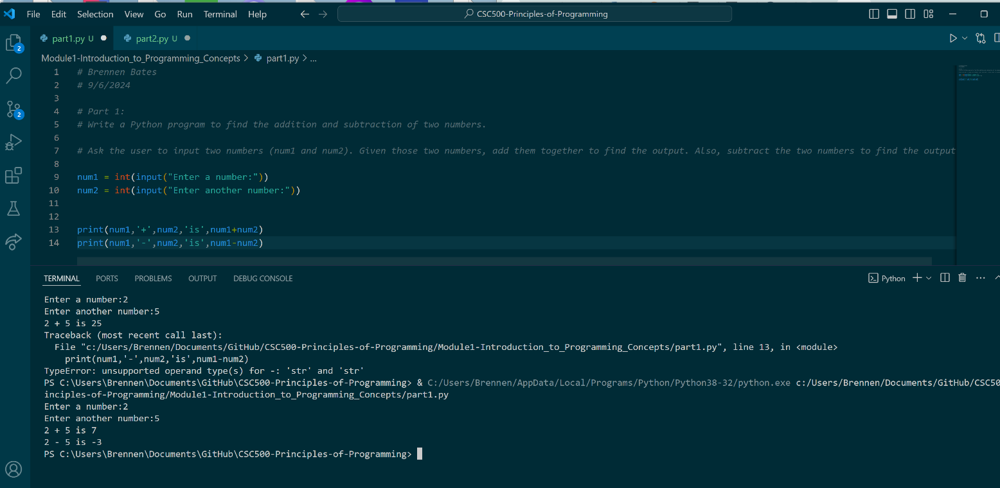 File Edit Selection View Go Run Terminal Help
CSC500-Principles-of-Programming
part1.py U
part2.py U
2
Module1-Introduction_to_Programming_Concepts > part1.py > ...
1 # Brennen Bates
2 # 9/6/2024
3
4 # Part 1:
5 # Write a Python program to find the addition and subtraction of two numbers.
6
7 # Ask the user to input two numbers (num1 and num2). Given those two numbers, add them together to find the output. Also, subtract the two numbers to find the output
8
9 num1 = int(input("Enter a number:"))
10 num2 = int(input("Enter another number:"))
11
12
13 print(num1,'+',num2,'is',num1+num2)
14 print(num1,'-',num2,'is',num1-num2)
2
TERMINAL PORTS PROBLEMS OUTPUT DEBUG CONSOLE
Python
Enter a number:2
Enter another number:5
2 + 5 is 25
Traceback (most recent call last):
  File "c:/Users/Brennen/Documents/GitHub/CSC500-Principles-of-Programming/Module1-Introduction_to_Programming_Concepts/part1.py", line 13, in <module>
    print(num1,'-',num2,'is',num1-num2)
TypeError: unsupported operand type(s) for -: 'str' and 'str'
PS C:\Users\Brennen\Documents\GitHub\CSC500-Principles-of-Programming> & C:/Users/Brennen/AppData/Local/Programs/Python/Python38-32/python.exe c:/Users/Brennen/Documents/GitHub/CSC50
inciples-of-Programming/Module1-Introduction_to_Programming_Concepts/part1.py
Enter a number:2
Enter another number:5
2 + 5 is 7
2 - 5 is -3
PS C:\Users\Brennen\Documents\GitHub\CSC500-Principles-of-Programming>